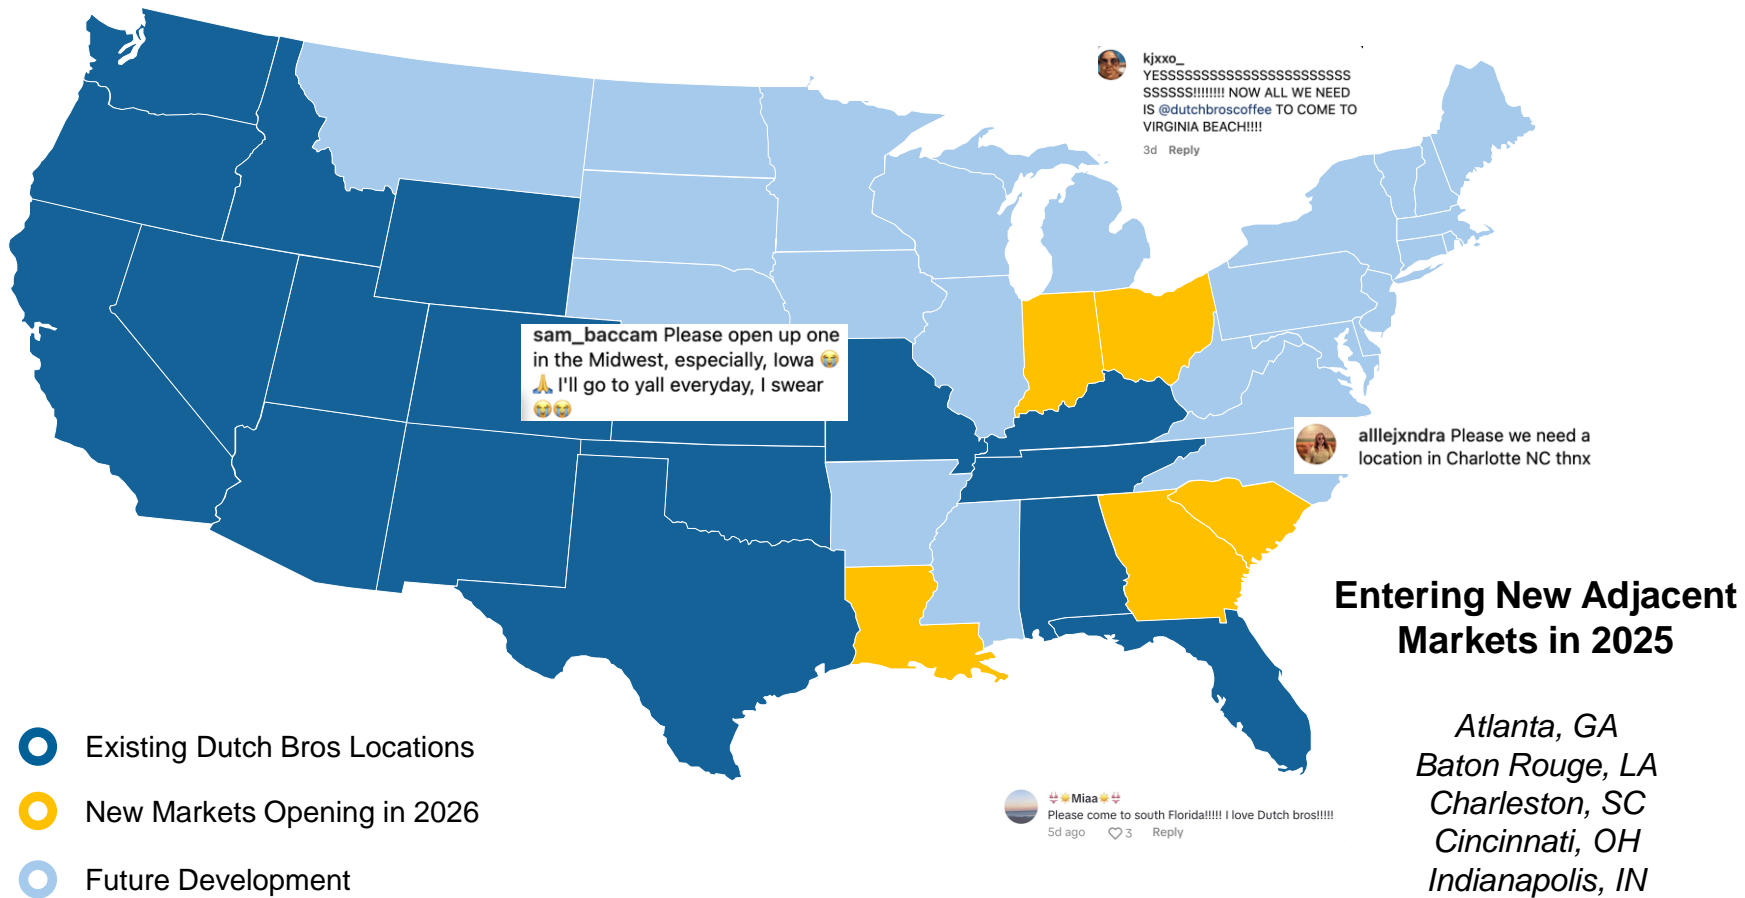 kjxxo_
YESSSSSSSSSSSSSSSSSSSSSSSS
SSSSSS!!!!!!!! NOW ALL WE NEED
IS @dutchbroscoffee TO COME TO
VIRGINIA BEACH!!!!
3d Reply
sam_baccam Please open up one
in the Midwest, especially, Iowa 😭
🙏 I'll go to yall everyday, I swear
😭😭
alllejxndra Please we need a
location in Charlotte NC thnx
Entering New Adjacent
Markets in 2025
Atlanta, GA
Baton Rouge, LA
Charleston, SC
Cincinnati, OH
Indianapolis, IN
Existing Dutch Bros Locations
New Markets Opening in 2026
Future Development
👙☀️Miaa☀️👙
Please come to south Florida!!!!! I love Dutch bros!!!!!
5d ago 3 Reply